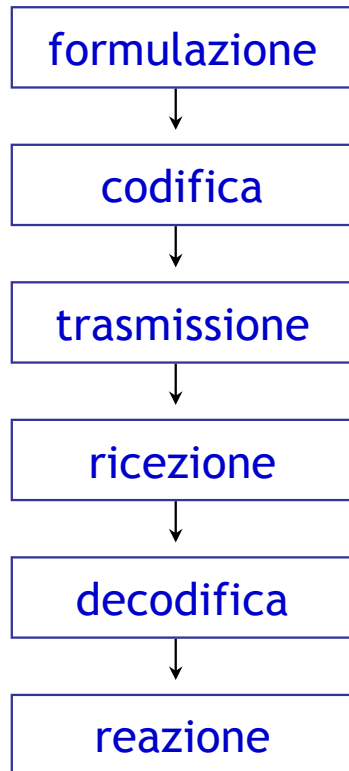 formulazione
codifica
trasmissione
ricezione
decodifica
reazione